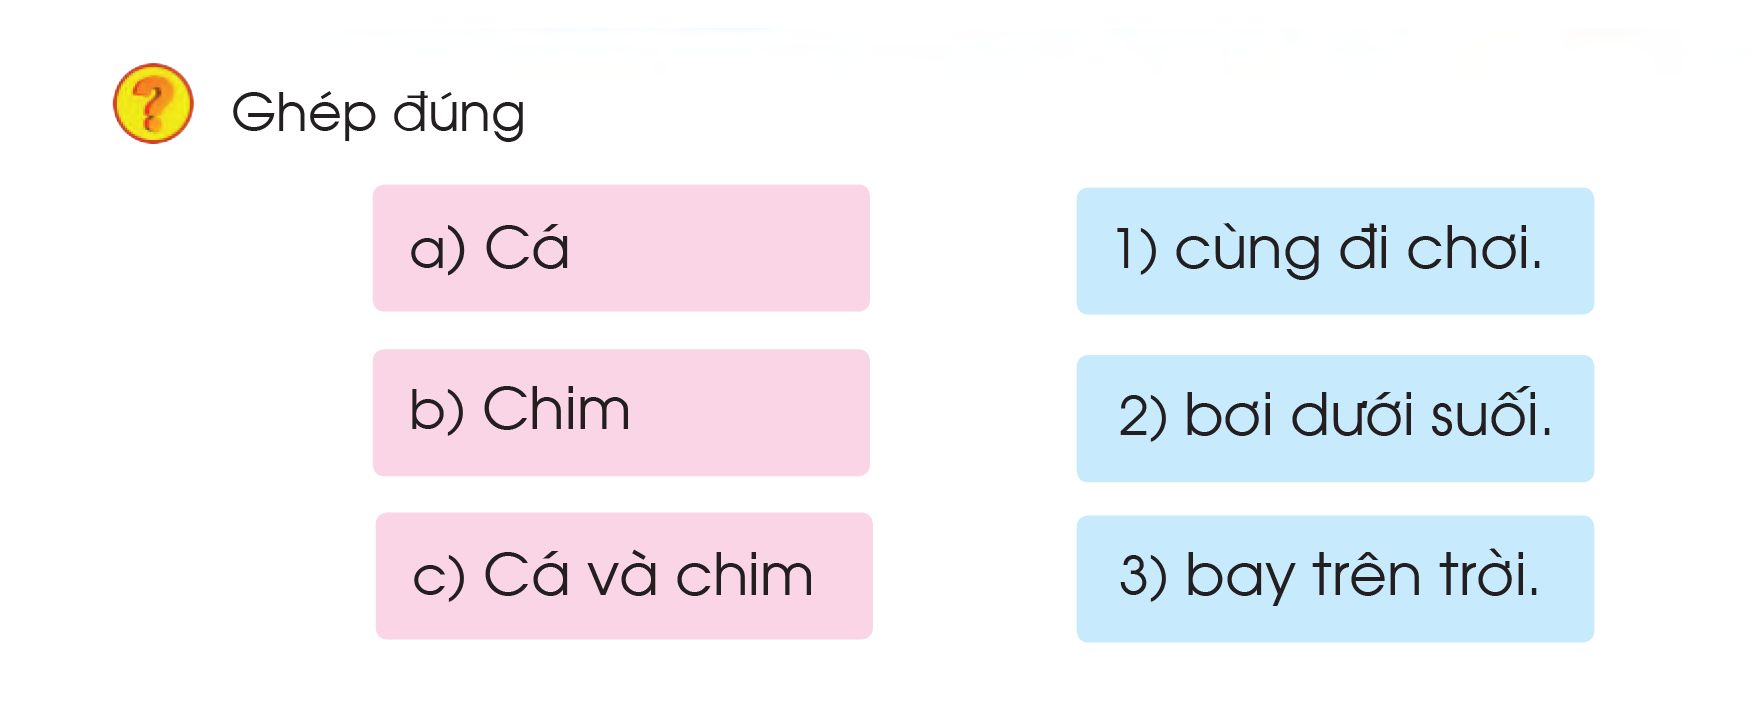 Ghép đúng
a) Cá
1) cùng đi chơi.
b) Chim
2) bơi dưới suối.
c) Cá và chim
3) bay trên trời.